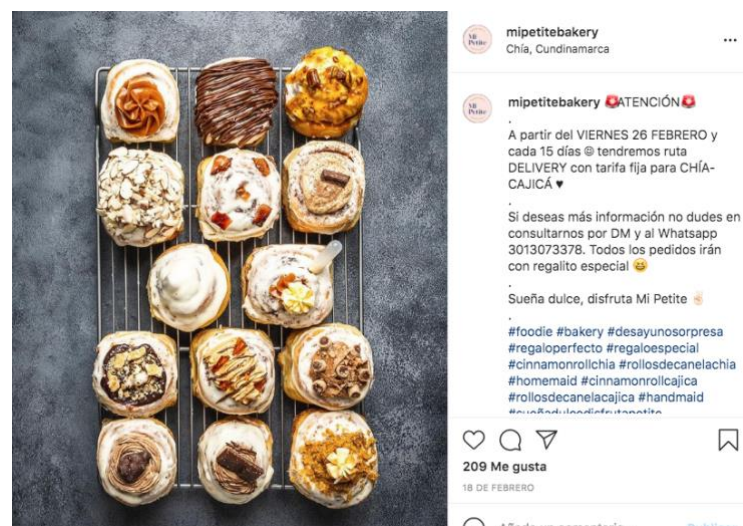 mipetitebakery
Chía, Cundinamarca
Mi
Petite
mipetitebakery 🚨ATENCIÓN🚨
.
A partir del VIERNES 26 FEBRERO y
cada 15 días 😍 tendremos ruta
DELIVERY con tarifa fija para CHÍA-
CAJICÁ ♥
.
Si deseas más información no dudes en
consultarnos por DM y al Whatsapp
3013073378. Todos los pedidos irán
con regalito especial 😆
.
Sueña dulce, disfruta Mi Petite ✌🏻
.
#foodie #bakery #desayunosorpresa
#regaloperfecto #regaloespecial
#cinnamonrollchia #rollosdecanelachia
#homemaid #cinnamonrollcajica
#rollosdecanelacajica #handmaid
#sueñadulcedisfrutapetite
209 Me gusta
18 DE FEBRERO